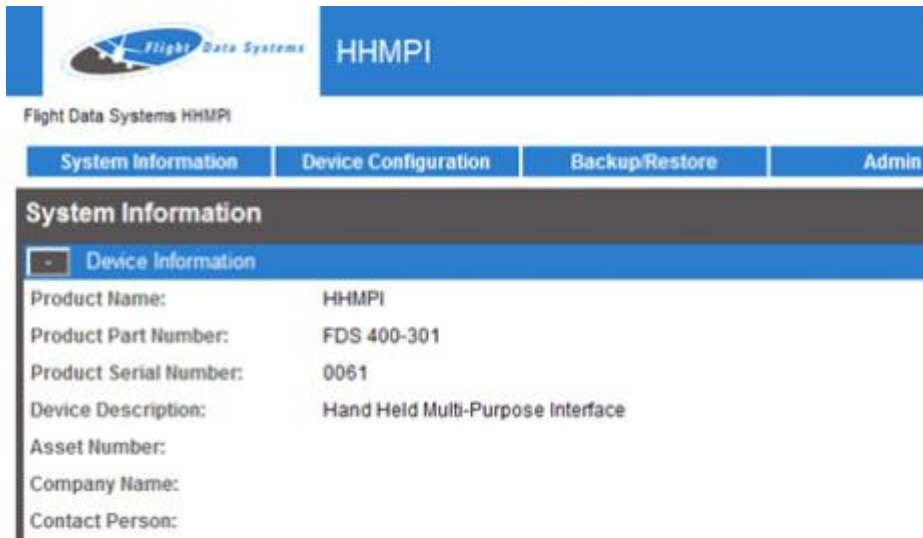 Flight Data Systems HHMPI
Flight Data Systems HHMPI
System Information Device Configuration Backup/Restore Admin
System Information
- Device Information
Product Name: HHMPI
Product Part Number: FDS 400-301
Product Serial Number: 0061
Device Description: Hand Held Multi-Purpose Interface
Asset Number:
Company Name:
Contact Person: